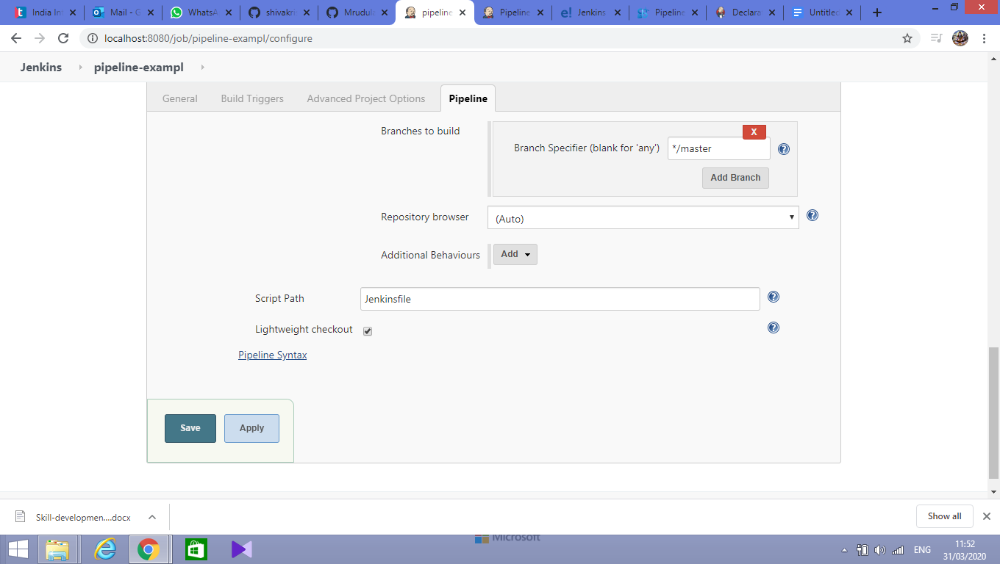 India In
Mail - G
WhatsA
shivakri
Mrudula
pipeline
Pipeline
Jenkins
Pipeline
Declara
Untitled
localhost:8080/job/pipeline-exampl/configure
Jenkins
pipeline-exampl
General
Build Triggers
Advanced Project Options
Pipeline
Branches to build
X
Branch Specifier (blank for 'any')
*/master
Add Branch
Repository browser
(Auto)
Additional Behaviours
Add
Script Path
Jenkinsfile
Lightweight checkout
Pipeline Syntax
Save
Apply
Skill-developmen....docx
Show all
Microsoft
ENG
11:52
31/03/2020